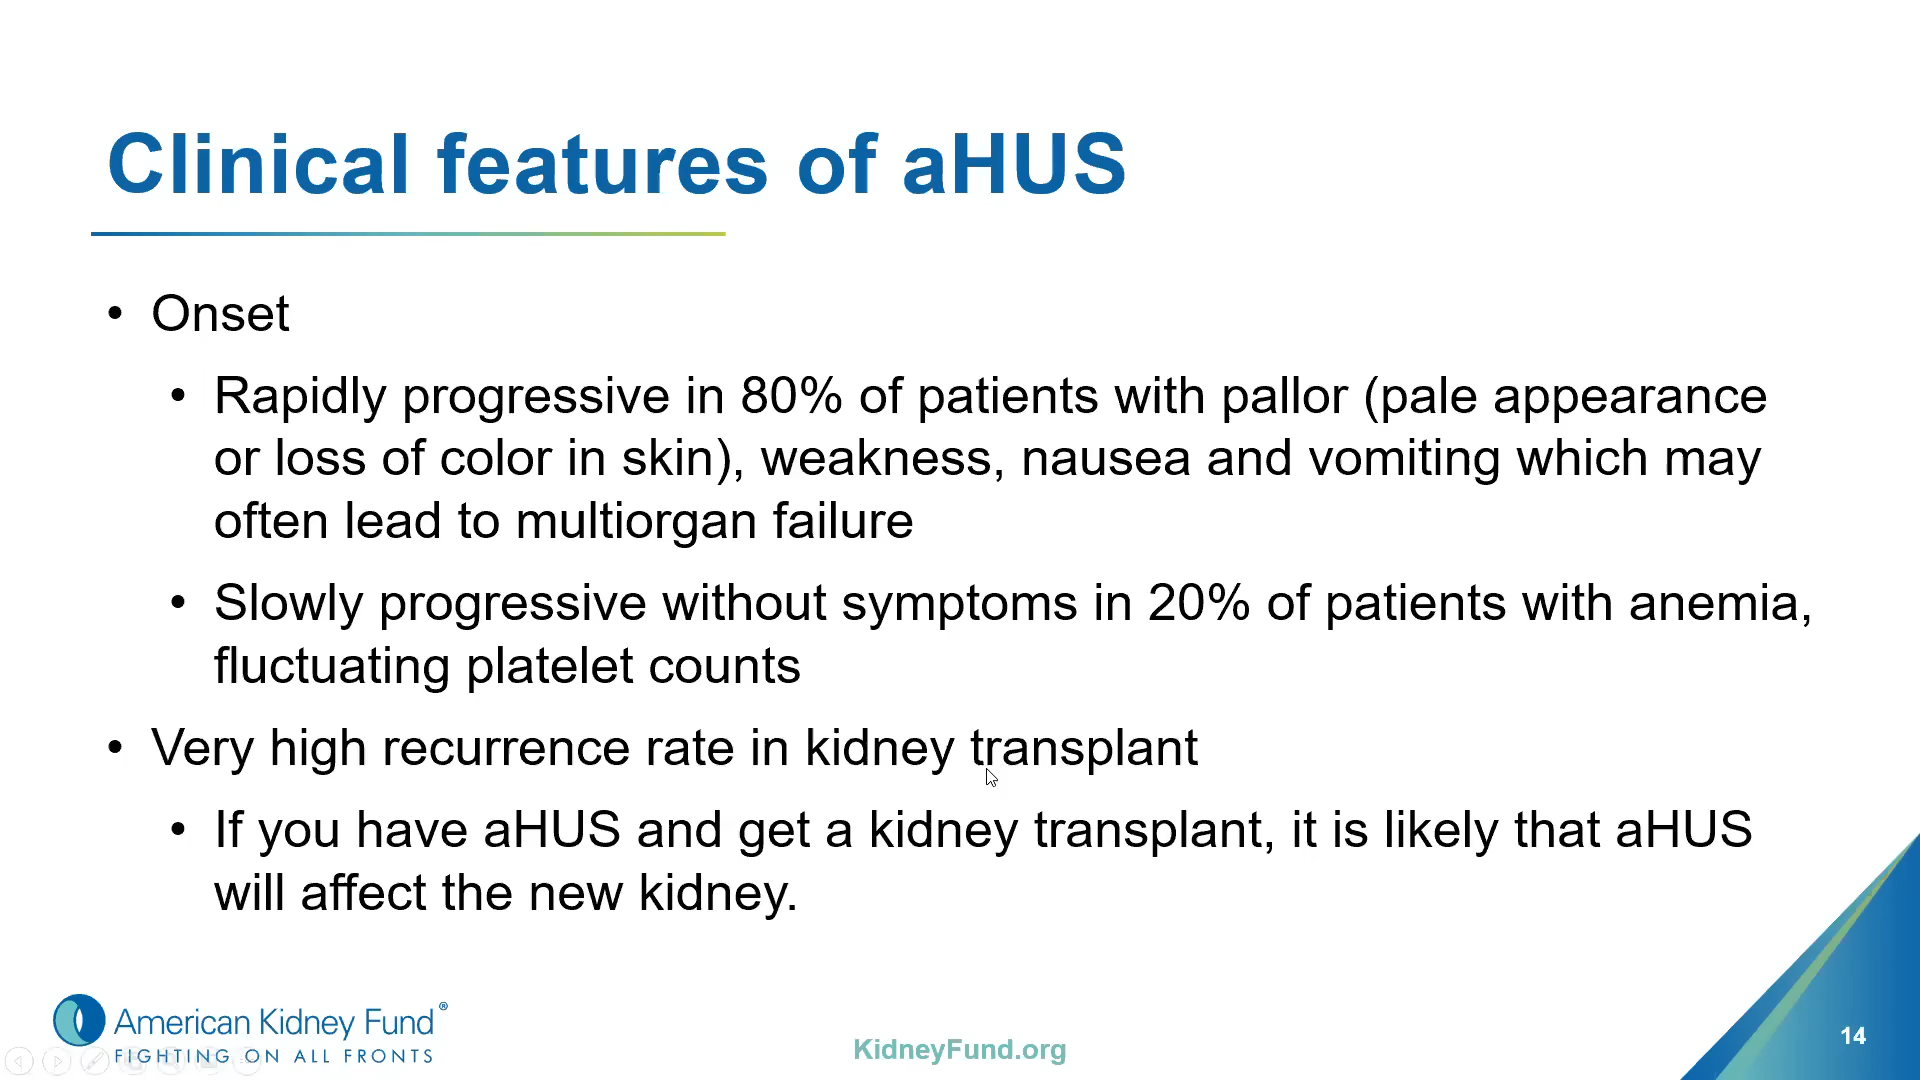 Clinical features of aHUS
• Onset
• Rapidly progressive in 80% of patients with pallor (pale appearance
or loss of color in skin), weakness, nausea and vomiting which may
often lead to multiorgan failure
• Slowly progressive without symptoms in 20% of patients with anemia,
fluctuating platelet counts
• Very high recurrence rate in kidney transplant
• If you have aHUS and get a kidney transplant, it is likely that aHUS
will affect the new kidney.
American Kidney Fund®
FIGHTING ON ALL FRONTS
KidneyFund.org
14